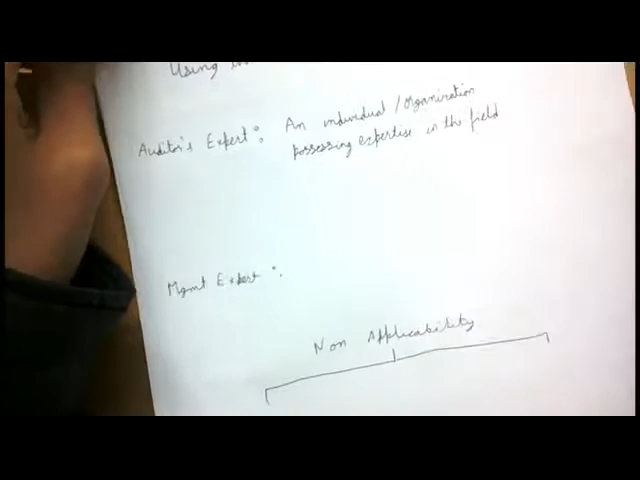 Using
An individual/Organization
Auditor's Expert: possessing expertise in the field
Mgmt Expert :.
Non Applicability